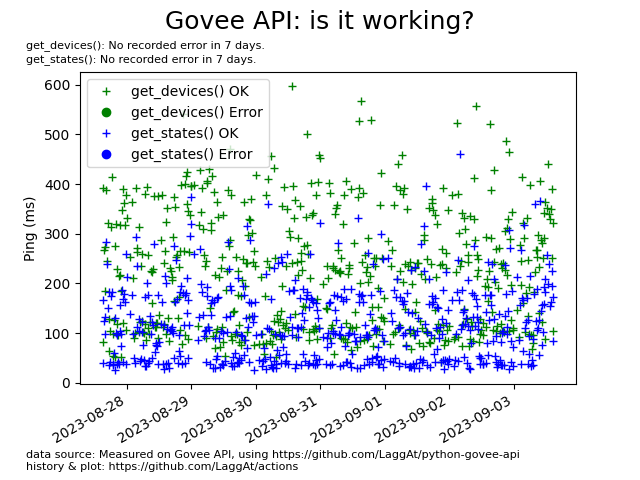 Govee API: is it working?
get_devices(): No recorded error in 7 days.
get_states(): No recorded error in 7 days.
600
500
400
300
200
100
0
Ping (ms)
get_devices() OK
get_devices() Error
get_states() OK
get_states() Error
2023-08-28
2023-08-29
2023-08-30
2023-08-31
2023-09-01
2023-09-02
2023-09-03
data source: Measured on Govee API, using https://github.com/LaggAt/python-govee-api
history & plot: https://github.com/LaggAt/actions